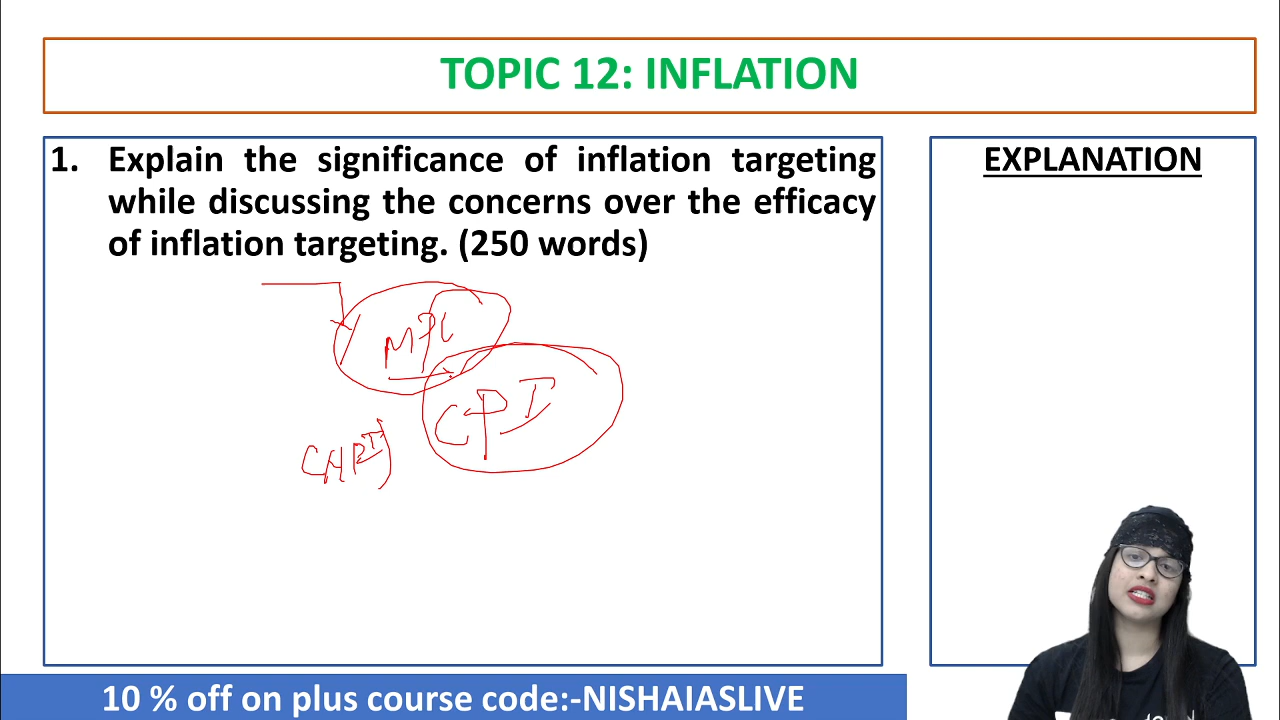 TOPIC 12: INFLATION
1. Explain the significance of inflation targeting
while discussing the concerns over the efficacy
of inflation targeting. (250 words)
MPC
CPI
EXPLANATION
10 % off on plus course code:-NISHAIASLIVE